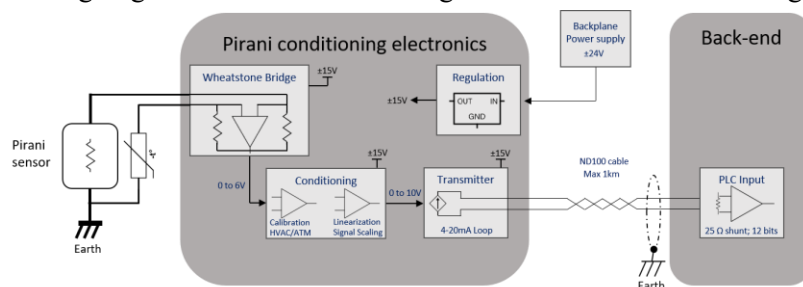 Pirani conditioning electronics
Backplane
Power supply
±24V
Back-end
Wheatstone Bridge
±15V
Regulation
±15V
OUT
IN
GND
Pirani
sensor
0 to 6V
±15V
Conditioning
Calibration
HVAC/ATM
Linearization
Signal Scaling
0 to 10V
±15V
Transmitter
4-20mA Loop
ND100 cable
Max 1km
PLC Input
25 Ω shunt; 12 bits
Earth
Earth